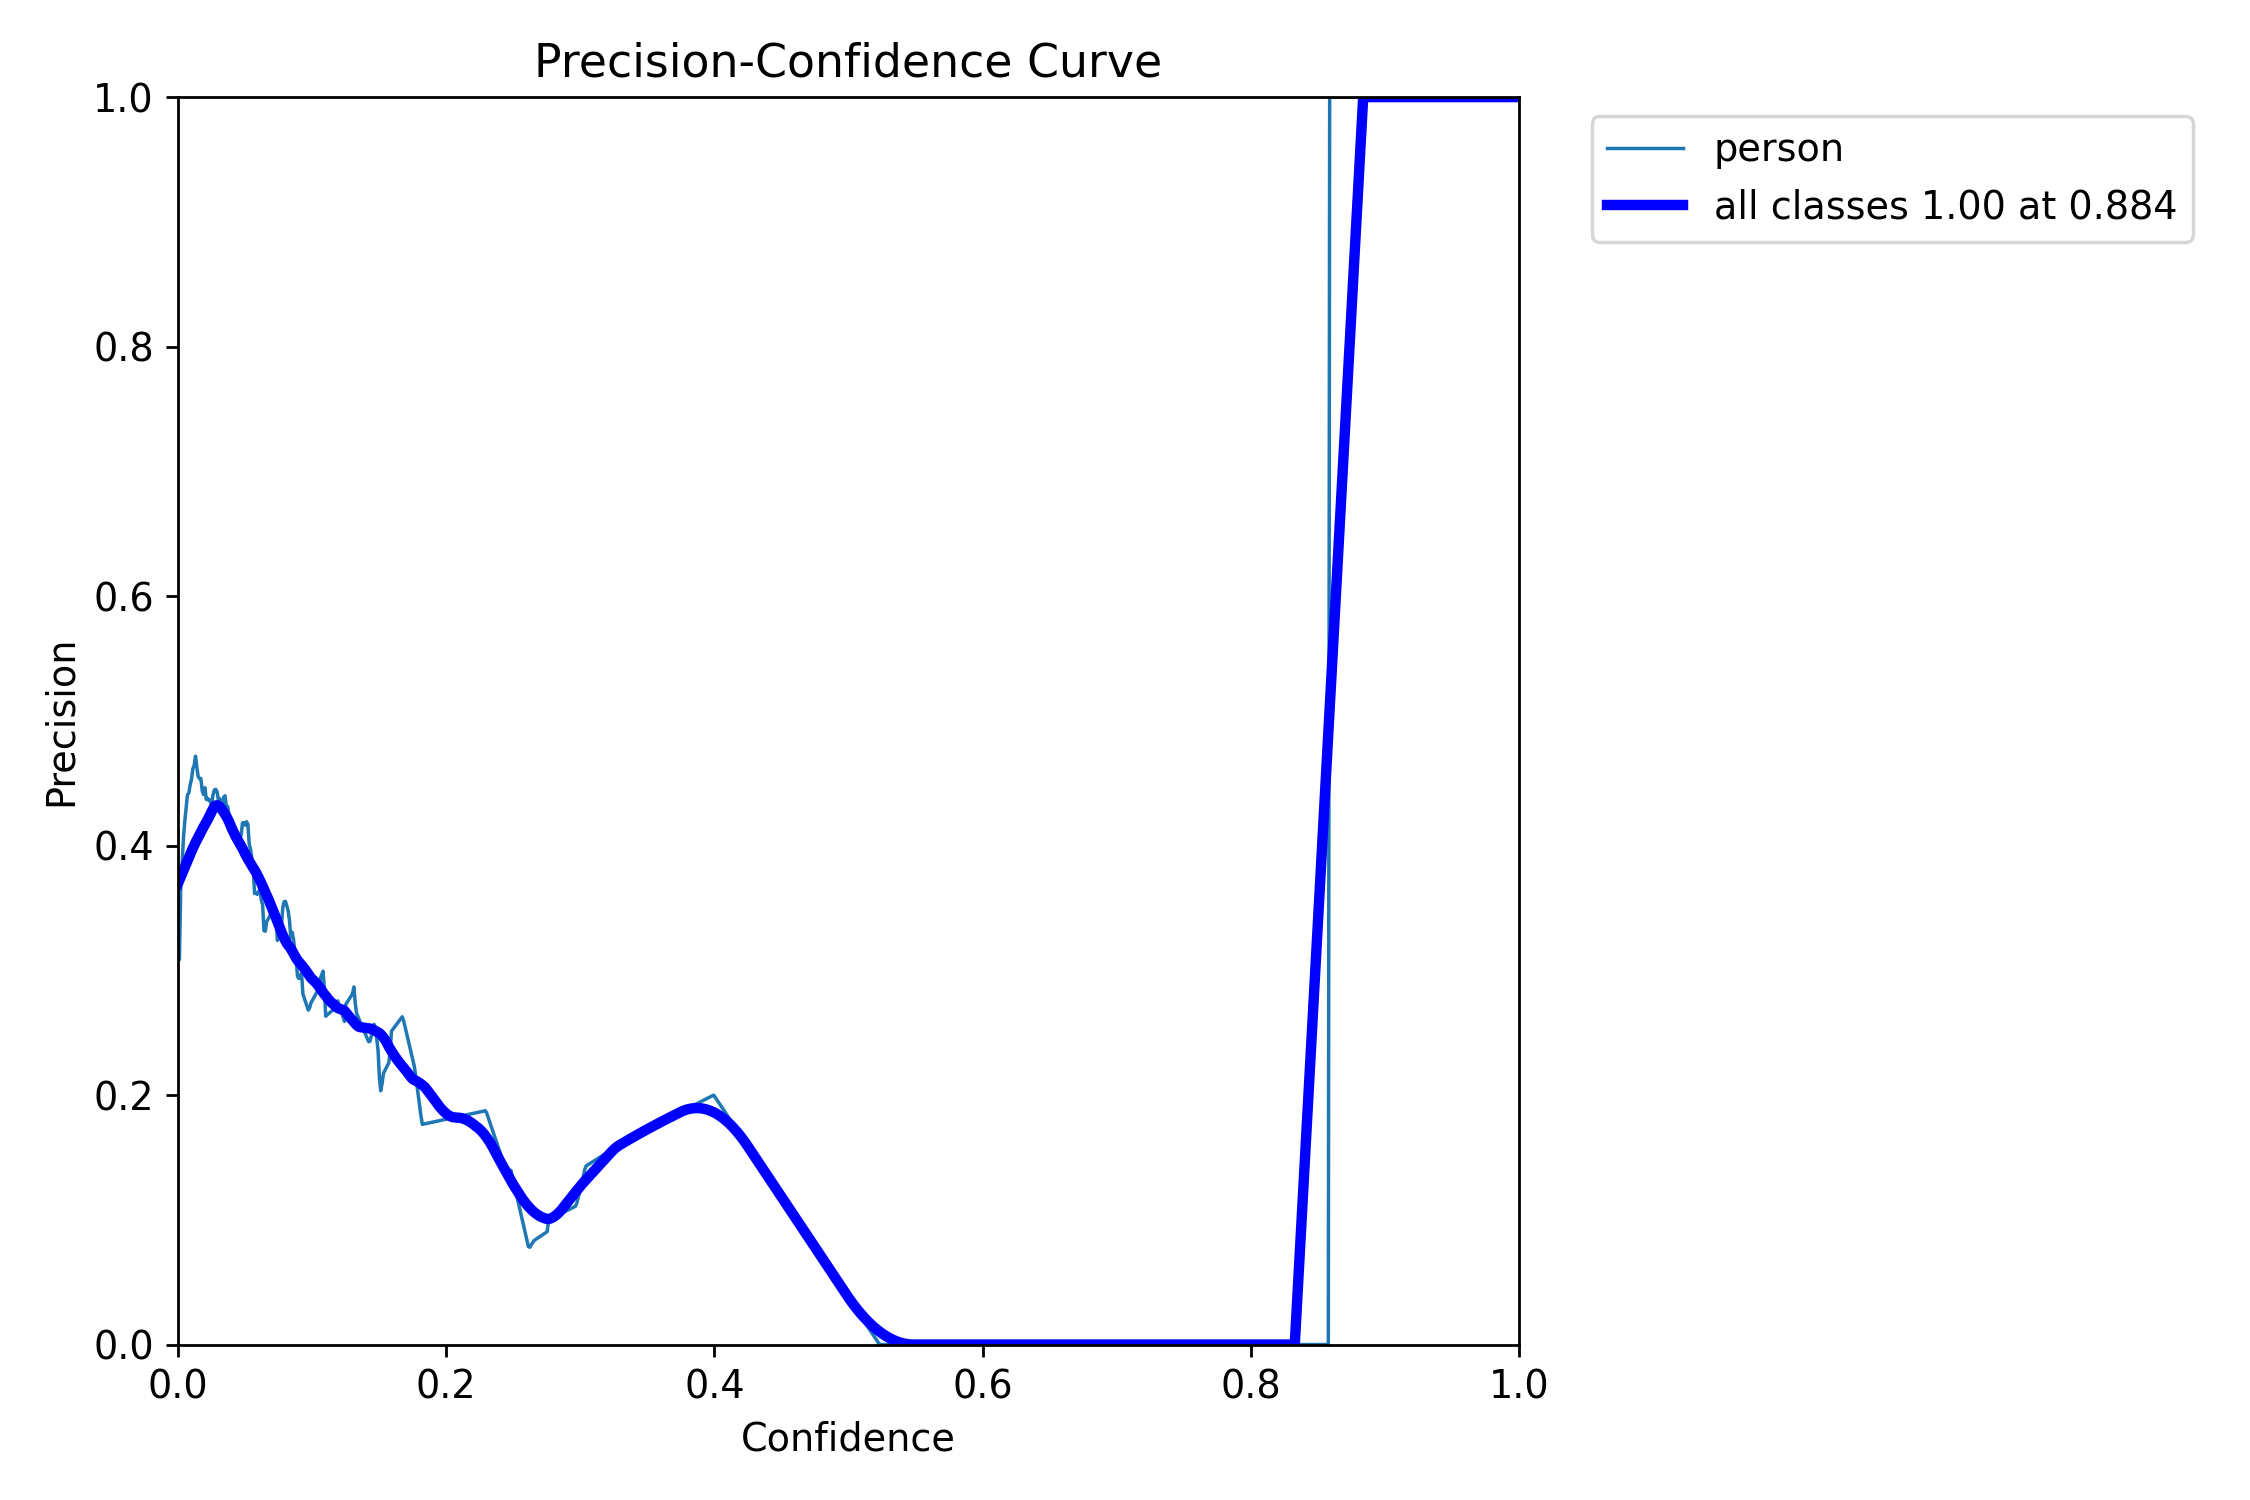 Precision-Confidence Curve
person
all classes 1.00 at 0.884
Precision
1.0
0.8
0.6
0.4
0.2
0.0
0.0 0.2 0.4 0.6 0.8 1.0
Confidence